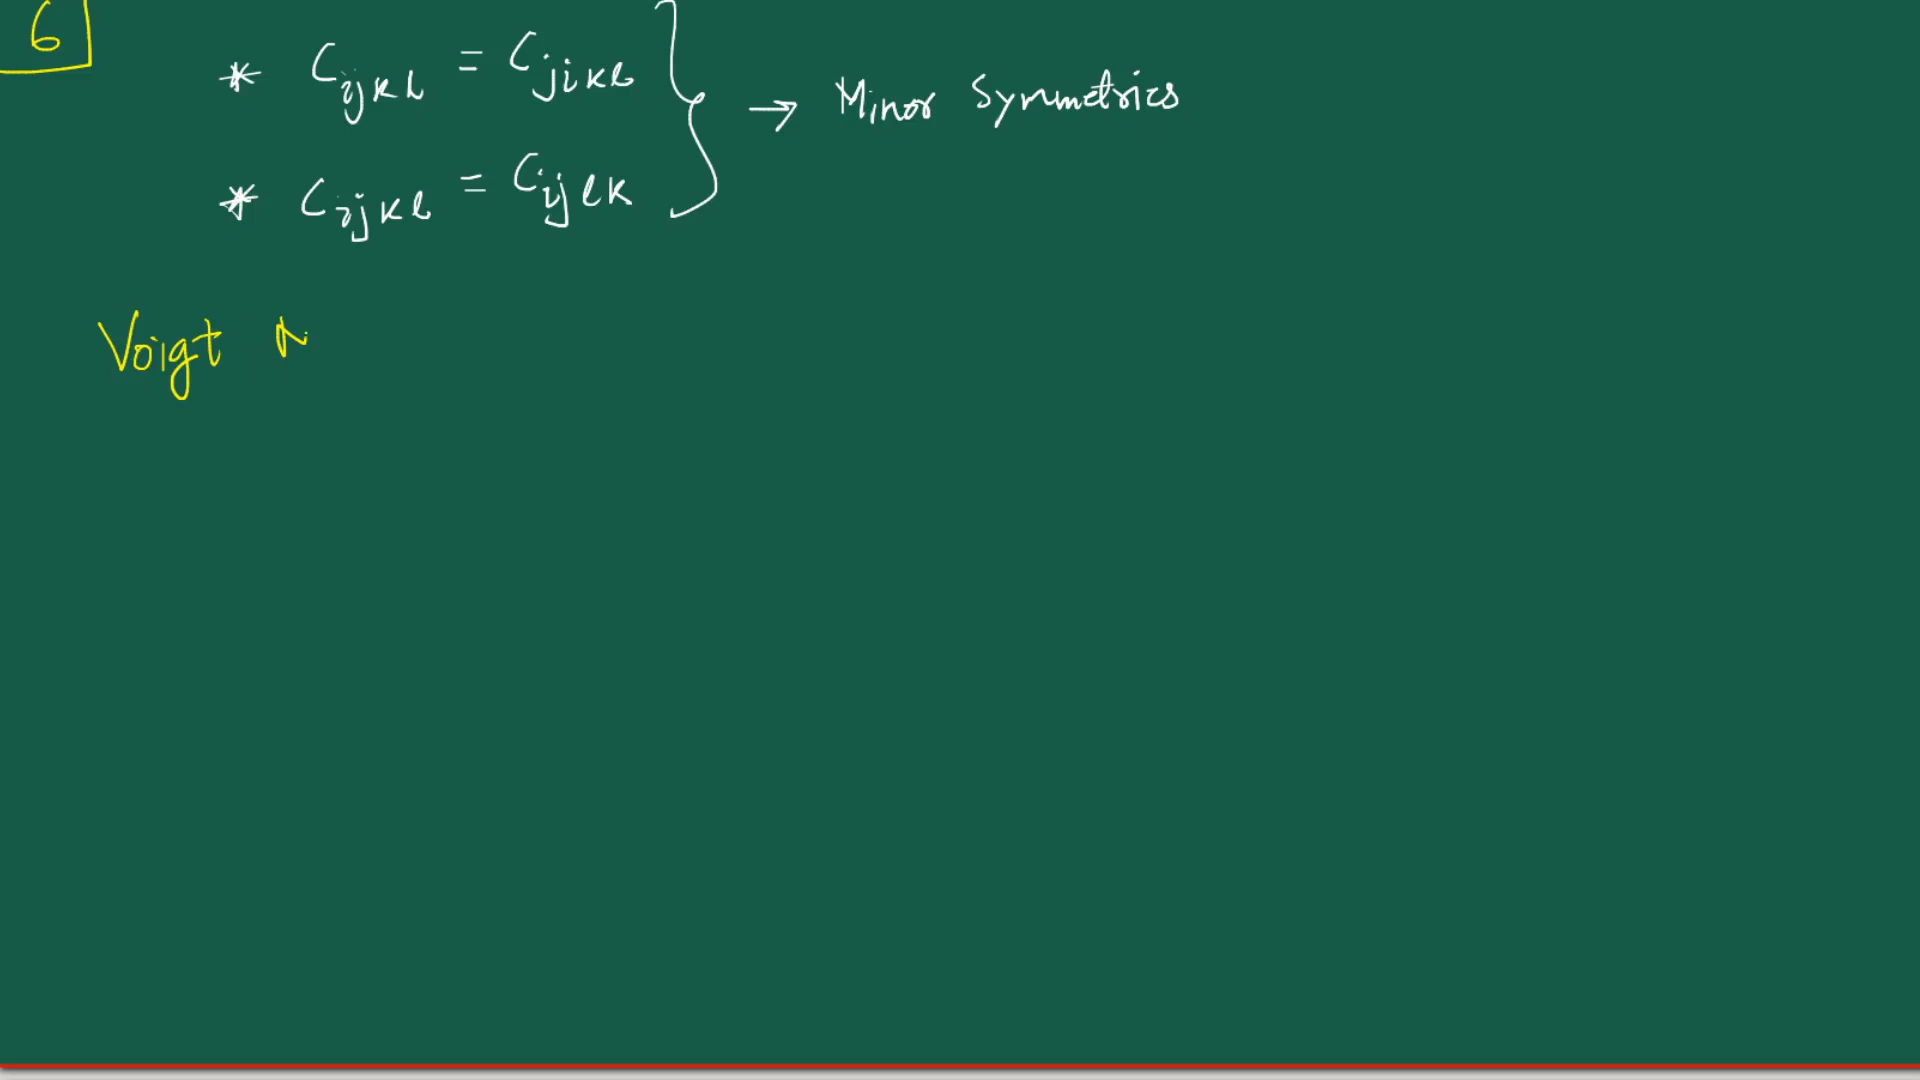 6
* C_ijkl = C_jikl } → Minor Symmetries
* C_ijkl = C_ijlk
Voigt N